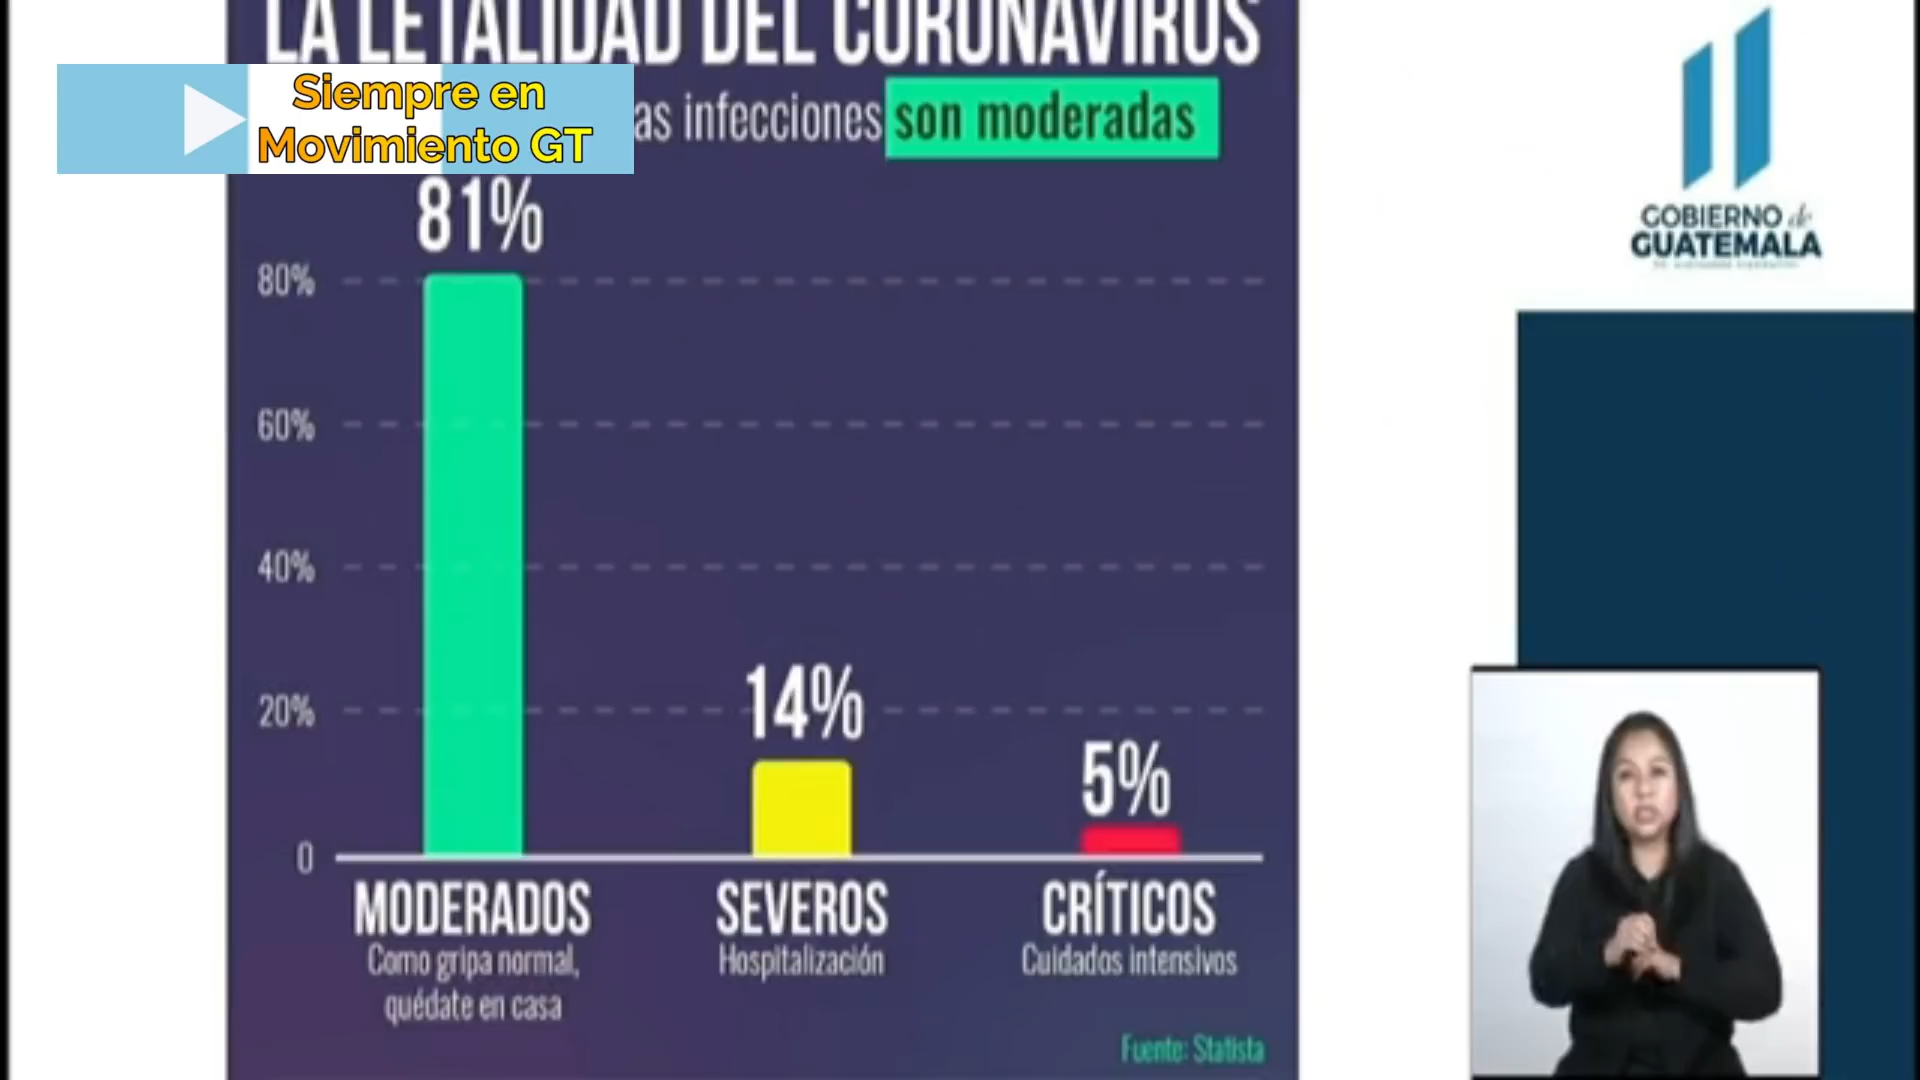 LA LETALIDAD DEL CORONAVIRUS
Siempre en
Movimiento GT
as infecciones son moderadas
81%
80%
60%
40%
20%
0
14%
5%
MODERADOS
Como gripa normal,
quédate en casa
SEVEROS
Hospitalización
CRÍTICOS
Cuidados intensivos
Fuente: Statista
GOBIERNO de
GUATEMALA